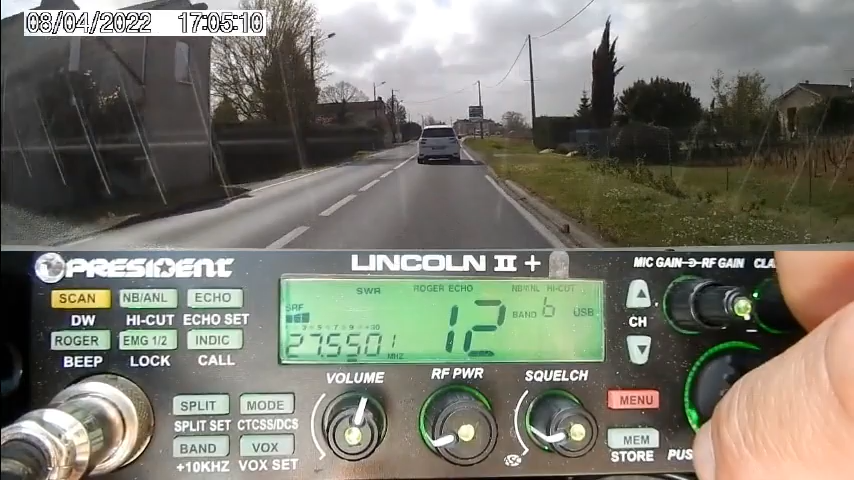 08/04/2022 17:05:10
PRESIDENT
LINCOLN II +
MIC GAIN RF GAIN
SCAN NB/ANL ECHO
DW HI-CUT ECHO SET
ROGER EMG 1/2 INDIC
BEEP LOCK CALL
SPLIT MODE
SPLIT SET CTCSS/DCS
BAND VOX
+10KHZ VOX SET
SWR ROGER ECHO NB/ANL HI-CUT
SRF
12 BAND 6 USB
27.5501 MHZ
CH
VOLUME RF PWR SQUELCH
ASC
MENU
MEM
STORE